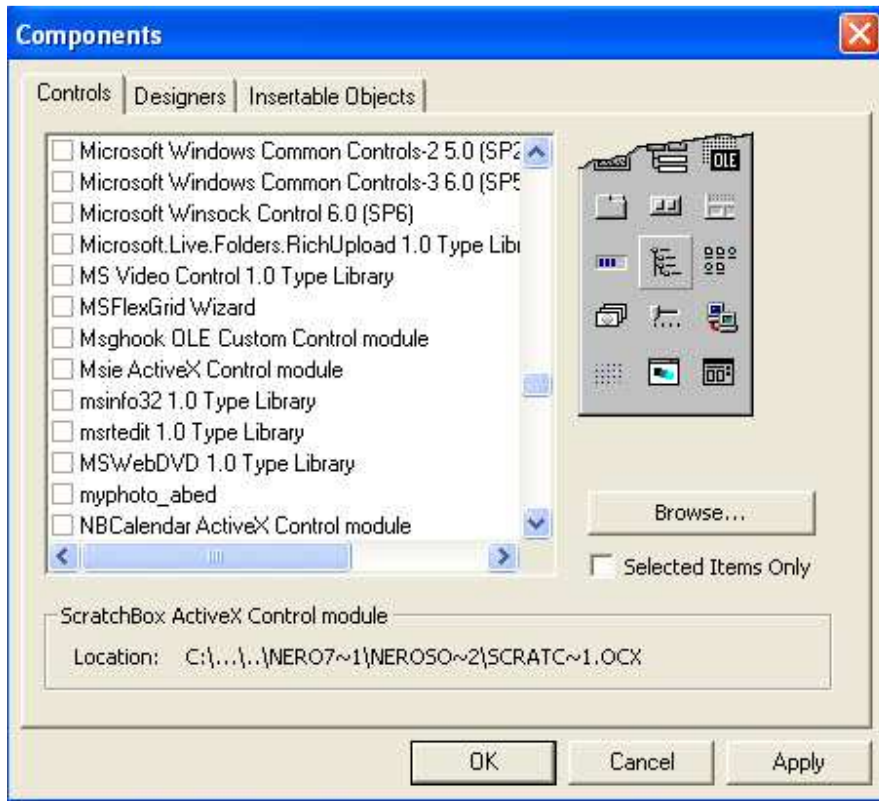 Components
Controls Designers Insertable Objects
Microsoft Windows Common Controls-2 5.0 (SP2
Microsoft Windows Common Controls-3 6.0 (SP5
Microsoft Winsock Control 6.0 (SP6)
Microsoft.Live.Folders.RichUpload 1.0 Type Libr
MS Video Control 1.0 Type Library
MSFlexGrid Wizard
Msghook OLE Custom Control module
Msie ActiveX Control module
msinfo32 1.0 Type Library
msrtedit 1.0 Type Library
MSWebDVD 1.0 Type Library
myphoto_abed
NBCalendar ActiveX Control module
OLE
Browse...
Selected Items Only
ScratchBox ActiveX Control module
Location: C:\...\..\NERO7~1\NEROSO~2\SCRATC~1.OCX
OK Cancel Apply